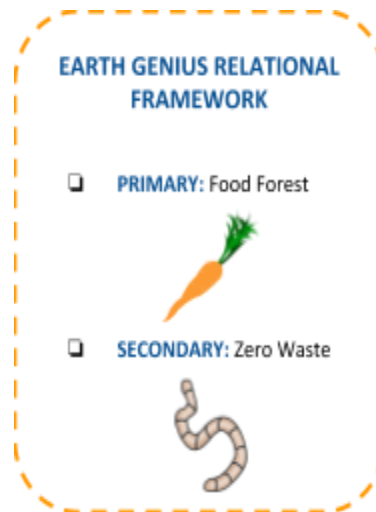 EARTH GENIUS RELATIONAL
FRAMEWORK
PRIMARY: Food Forest
SECONDARY: Zero Waste